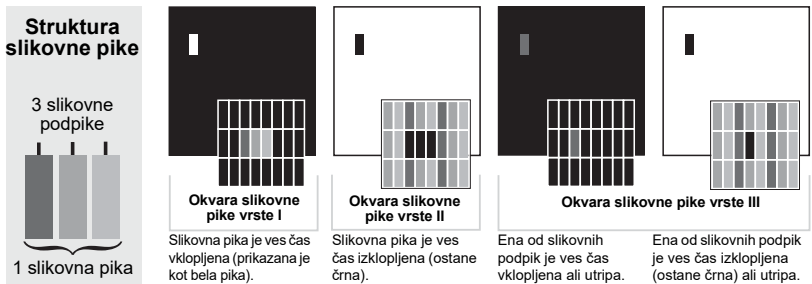 Struktura
slikovne pike
3 slikovne
podpike
1 slikovna pika
Okvara slikovne
pike vrste I
Slikovna pika je ves čas
vklopljena (prikazana je
kot bela pika).
Okvara slikovne
pike vrste II
Slikovna pika je ves
čas izklopljena (ostane
črna).
Okvara slikovne pike vrste III
Ena od slikovnih
podpik je ves čas
vklopljena ali utripa.
Ena od slikovnih podpik
je ves čas izklopljena
(ostane črna) ali utripa.